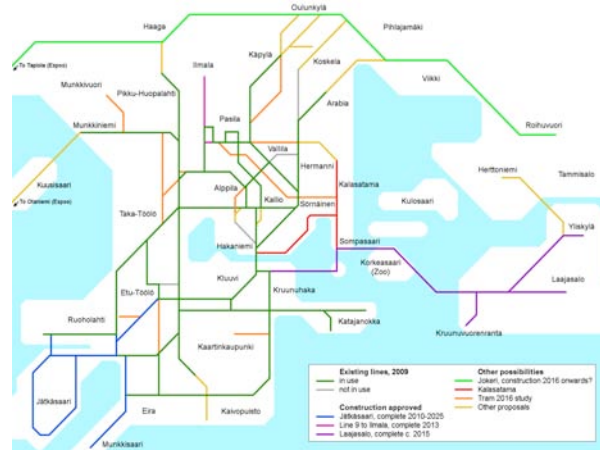 Oulunkylä
Haaga
Pihlajamäki
Käpylä
Koskela
To Tapiola (Espoo)
Ilmala
Munkkivuori
Pikku-Huopalahti
Viikki
Arabia
Pasila
Roihuvuori
Munkkiniemi
Vallila
Hermanni
Herttoniemi
Tammisalo
Kuusisaari
Alppila
Kallio
Kalasatama
Kulosaari
To Otaniemi (Espoo)
Taka-Töölö
Sörnäinen
Yliskylä
Hakaniemi
Sompasaari
Kluuvi
Korkeasaari
(Zoo)
Laajasalo
Etu-Töölö
Kruunuhaka
Ruoholahti
Katajanokka
Kruunuvuorenranta
Kaartinkaupunki
Jätkäsaari
Eira
Kaivopuisto
Munkkisaari
Existing lines, 2009
in use
not in use
Construction approved
Jätkäsaari, complete 2010-2025
Line 9 to Ilmala, complete 2013
Laajasalo, complete c. 2015
Other possibilities
Jokeri, construction 2016 onwards?
Kalasatama
Tram 2016 study
Other proposals